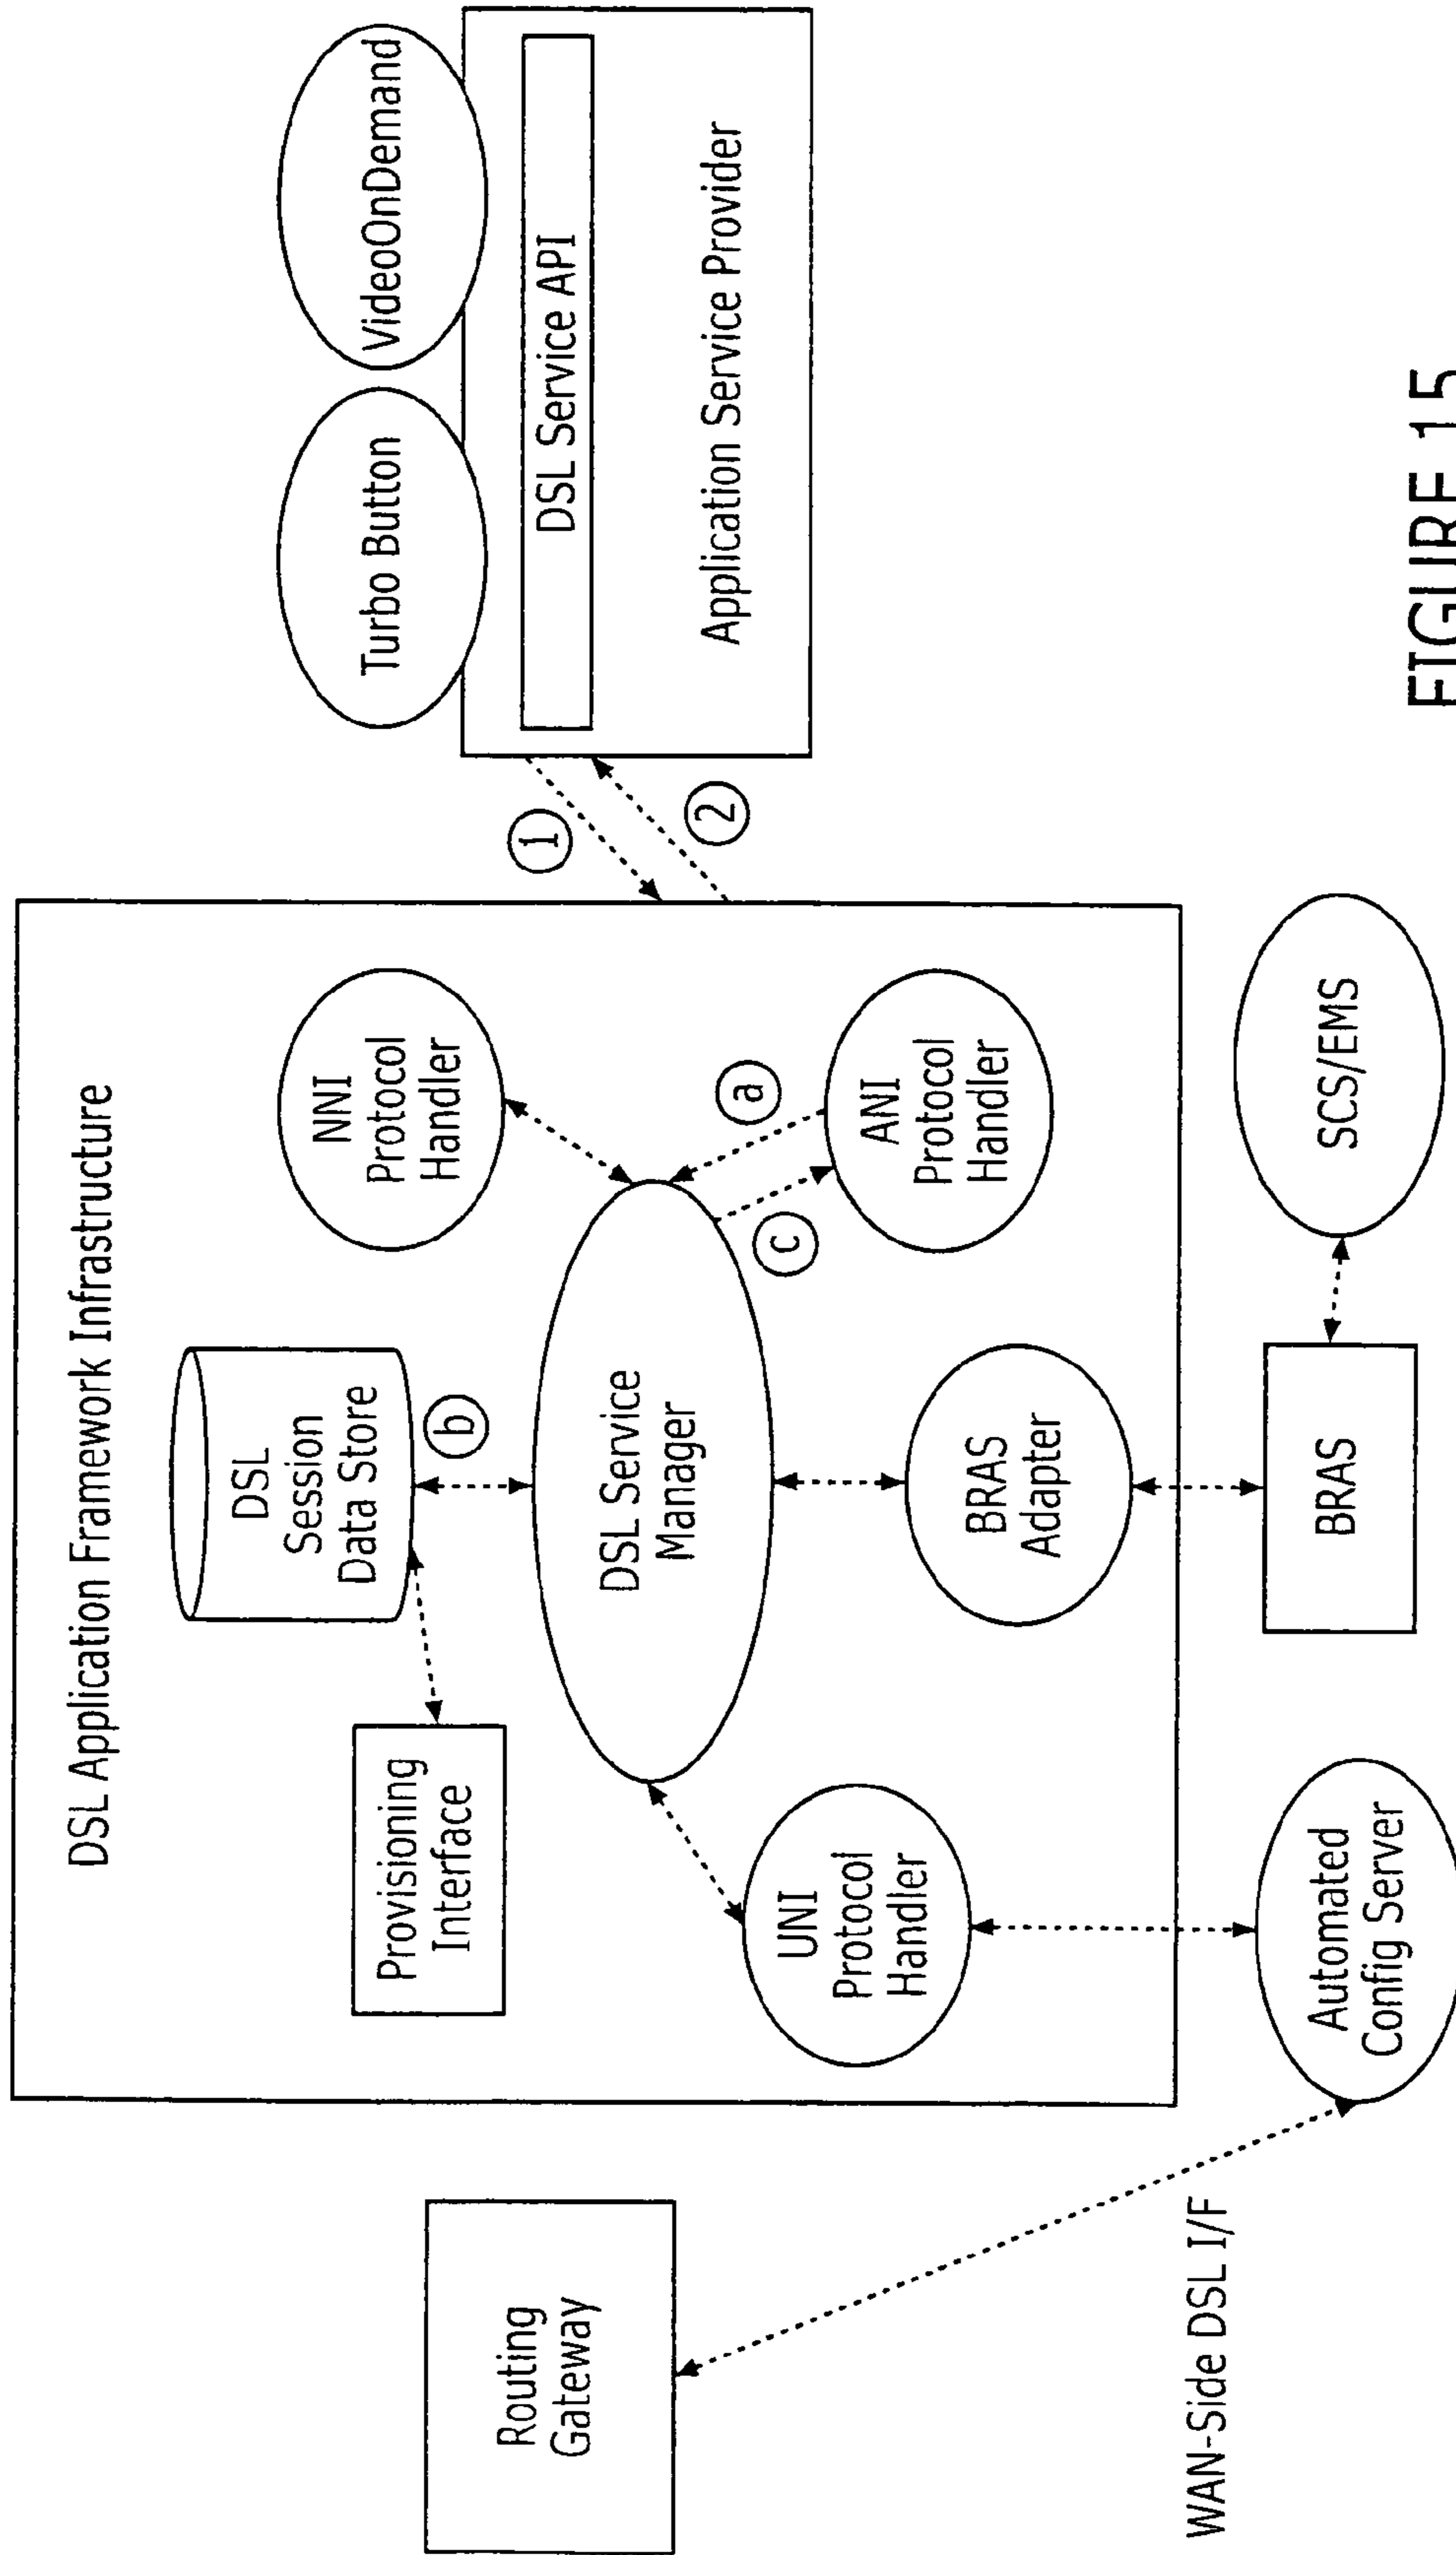 DSL Application Framework Infrastructure
Provisioning
Interface
DSL
Session
Data Store
b
NNI
Protocol
Handler
DSL Service
Manager
a
c
UNI
Protocol
Handler
BRAS
Adapter
ANI
Protocol
Handler
Routing
Gateway
WAN-Side DSL I/F
Automated
Config Server
BRAS
SCS/EMS
1
2
Turbo Button
VideoOnDemand
DSL Service API
Application Service Provider
FIGURE 15